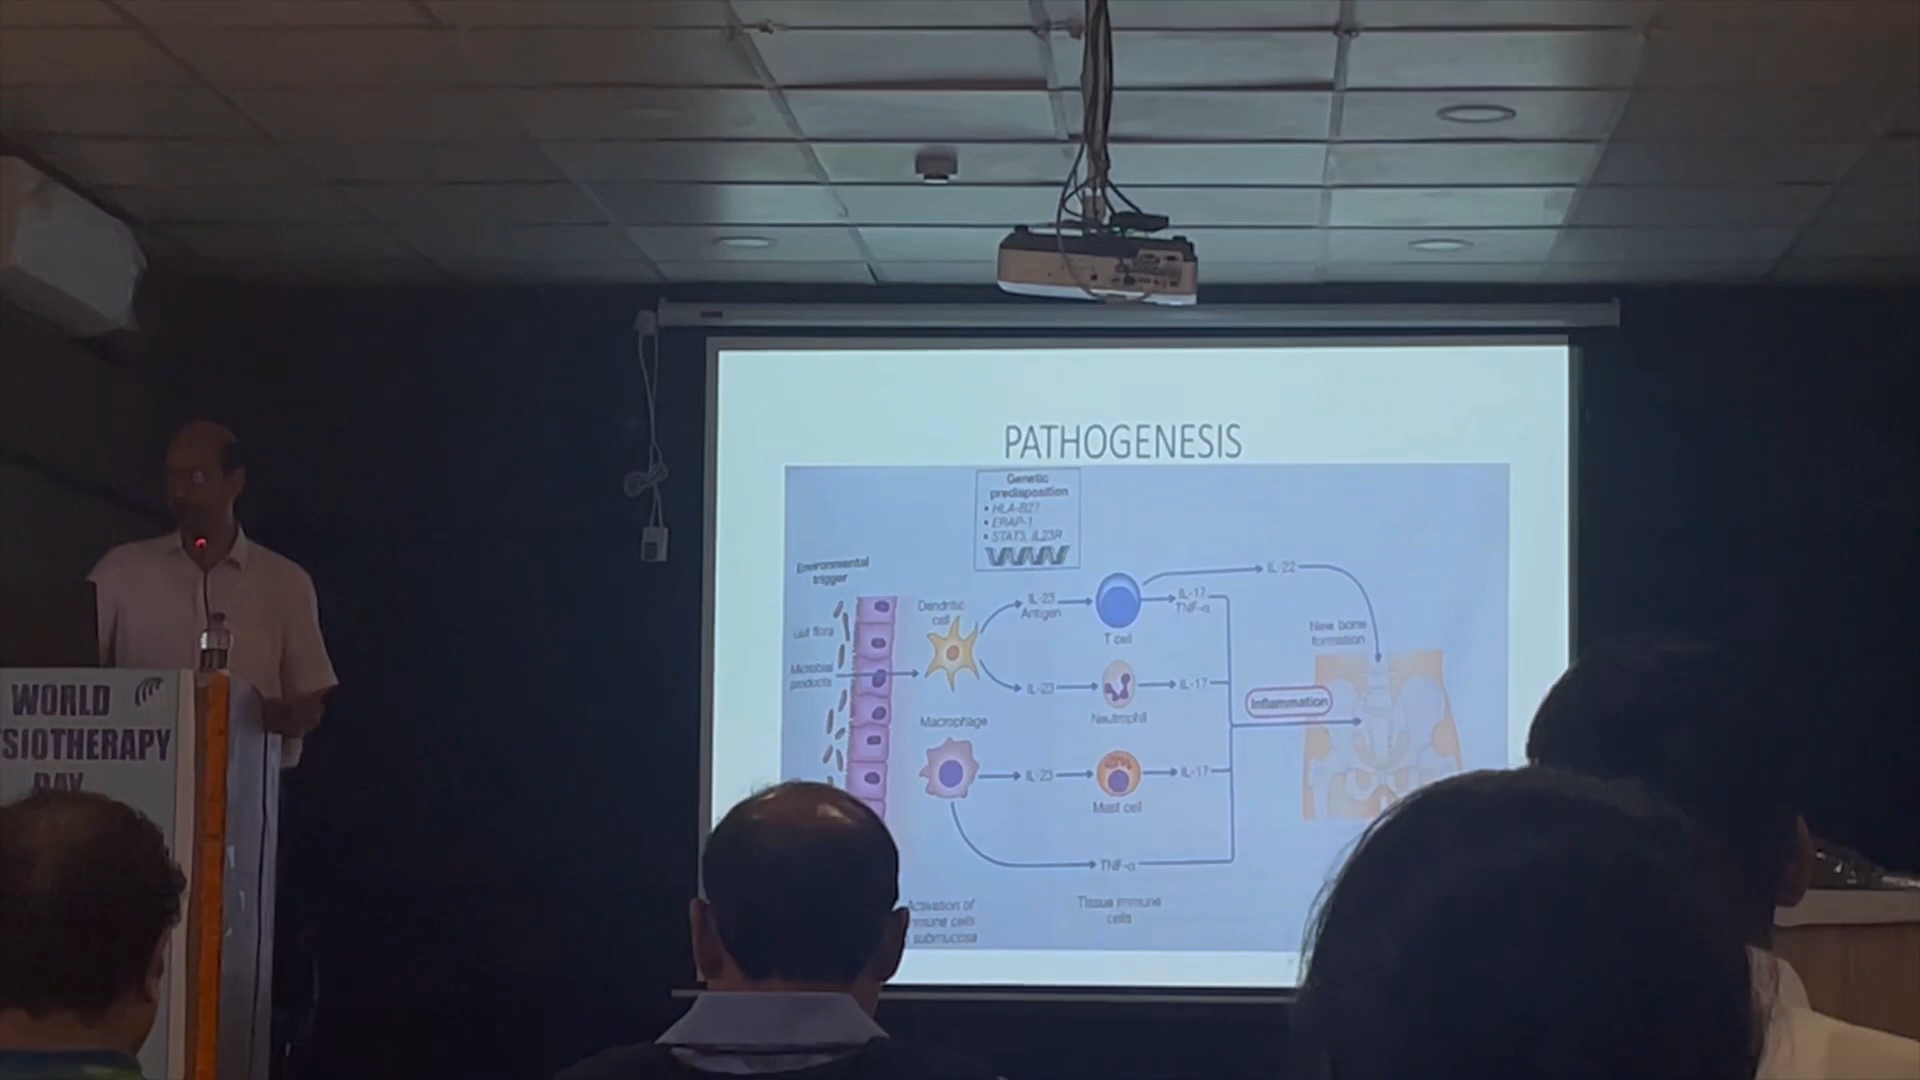 PATHOGENESIS
Genetic
predisposition
• HLA-B27
• ERAP-1
• STAT3, IL23R
Environmental
trigger
Gut flora
Microbial
products
Dendritic
cell
IL-23
Antigen
T cell
IL-17
TNF-α
IL-22
New bone
formation
IL-23
Neutrophil
IL-17
Inflammation
Macrophage
IL-23
Mast cell
IL-17
TNF-α
Activation of
mmune cells
submucosa
Tissue immune
cells
WORLD
SIOTHERAPY
DAY